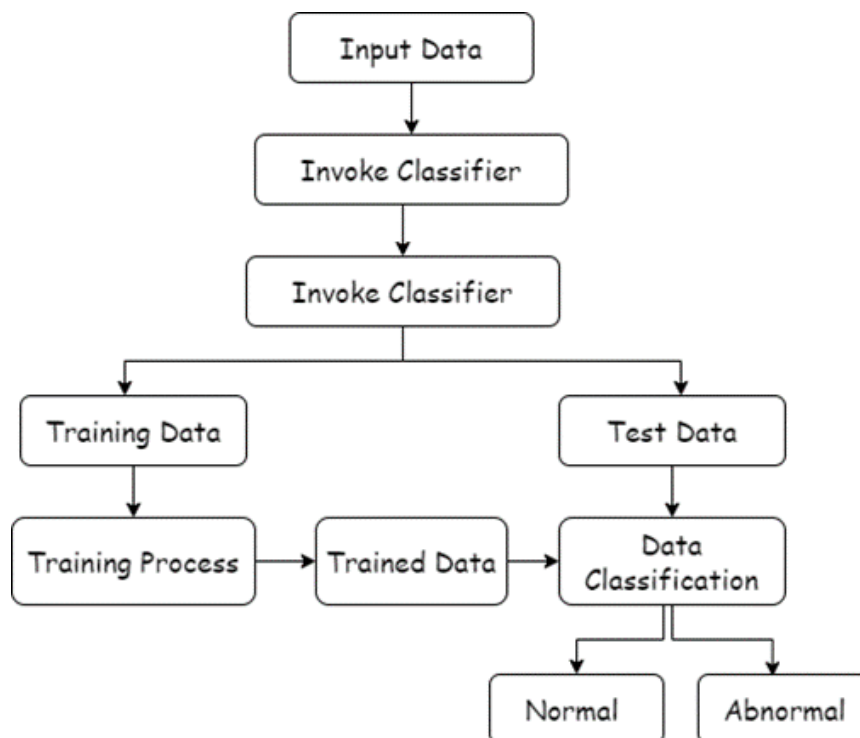 Input Data
Invoke Classifier
Invoke Classifier
Training Data
Test Data
Training Process
Trained Data
Data
Classification
Normal
Abnormal